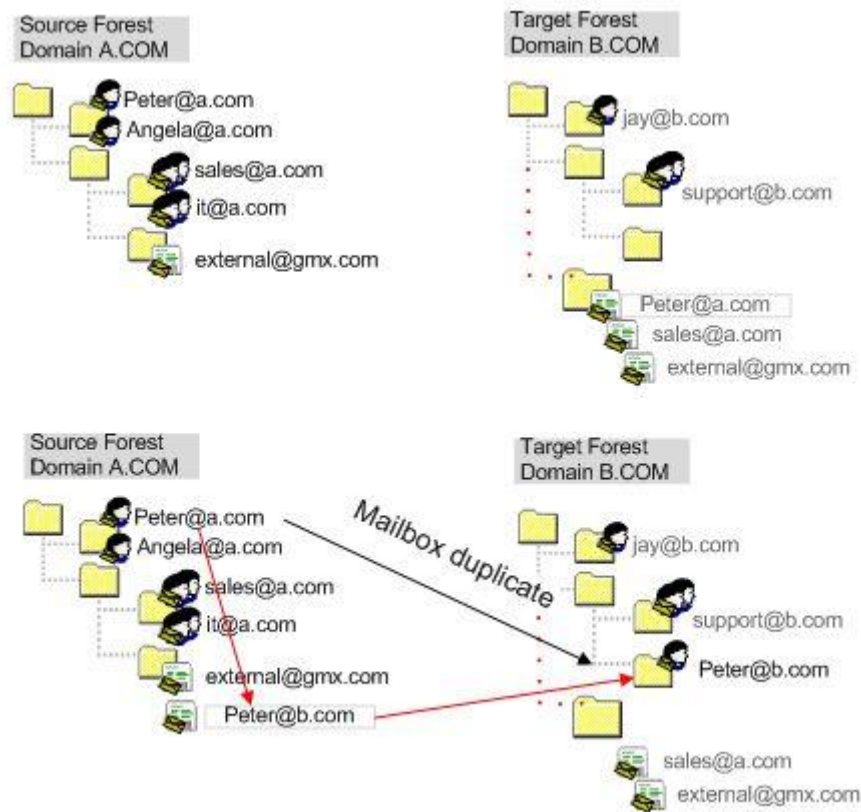 Source Forest
Domain A.COM
Peter@a.com
Angela@a.com
sales@a.com
it@a.com
external@gmx.com
Target Forest
Domain B.COM
jay@b.com
support@b.com
Peter@a.com
sales@a.com
external@gmx.com
Source Forest
Domain A.COM
Peter@a.com
Angela@a.com
sales@a.com
it@a.com
external@gmx.com
Peter@b.com
Mailbox duplicate
Target Forest
Domain B.COM
jay@b.com
support@b.com
Peter@b.com
sales@a.com
external@gmx.com